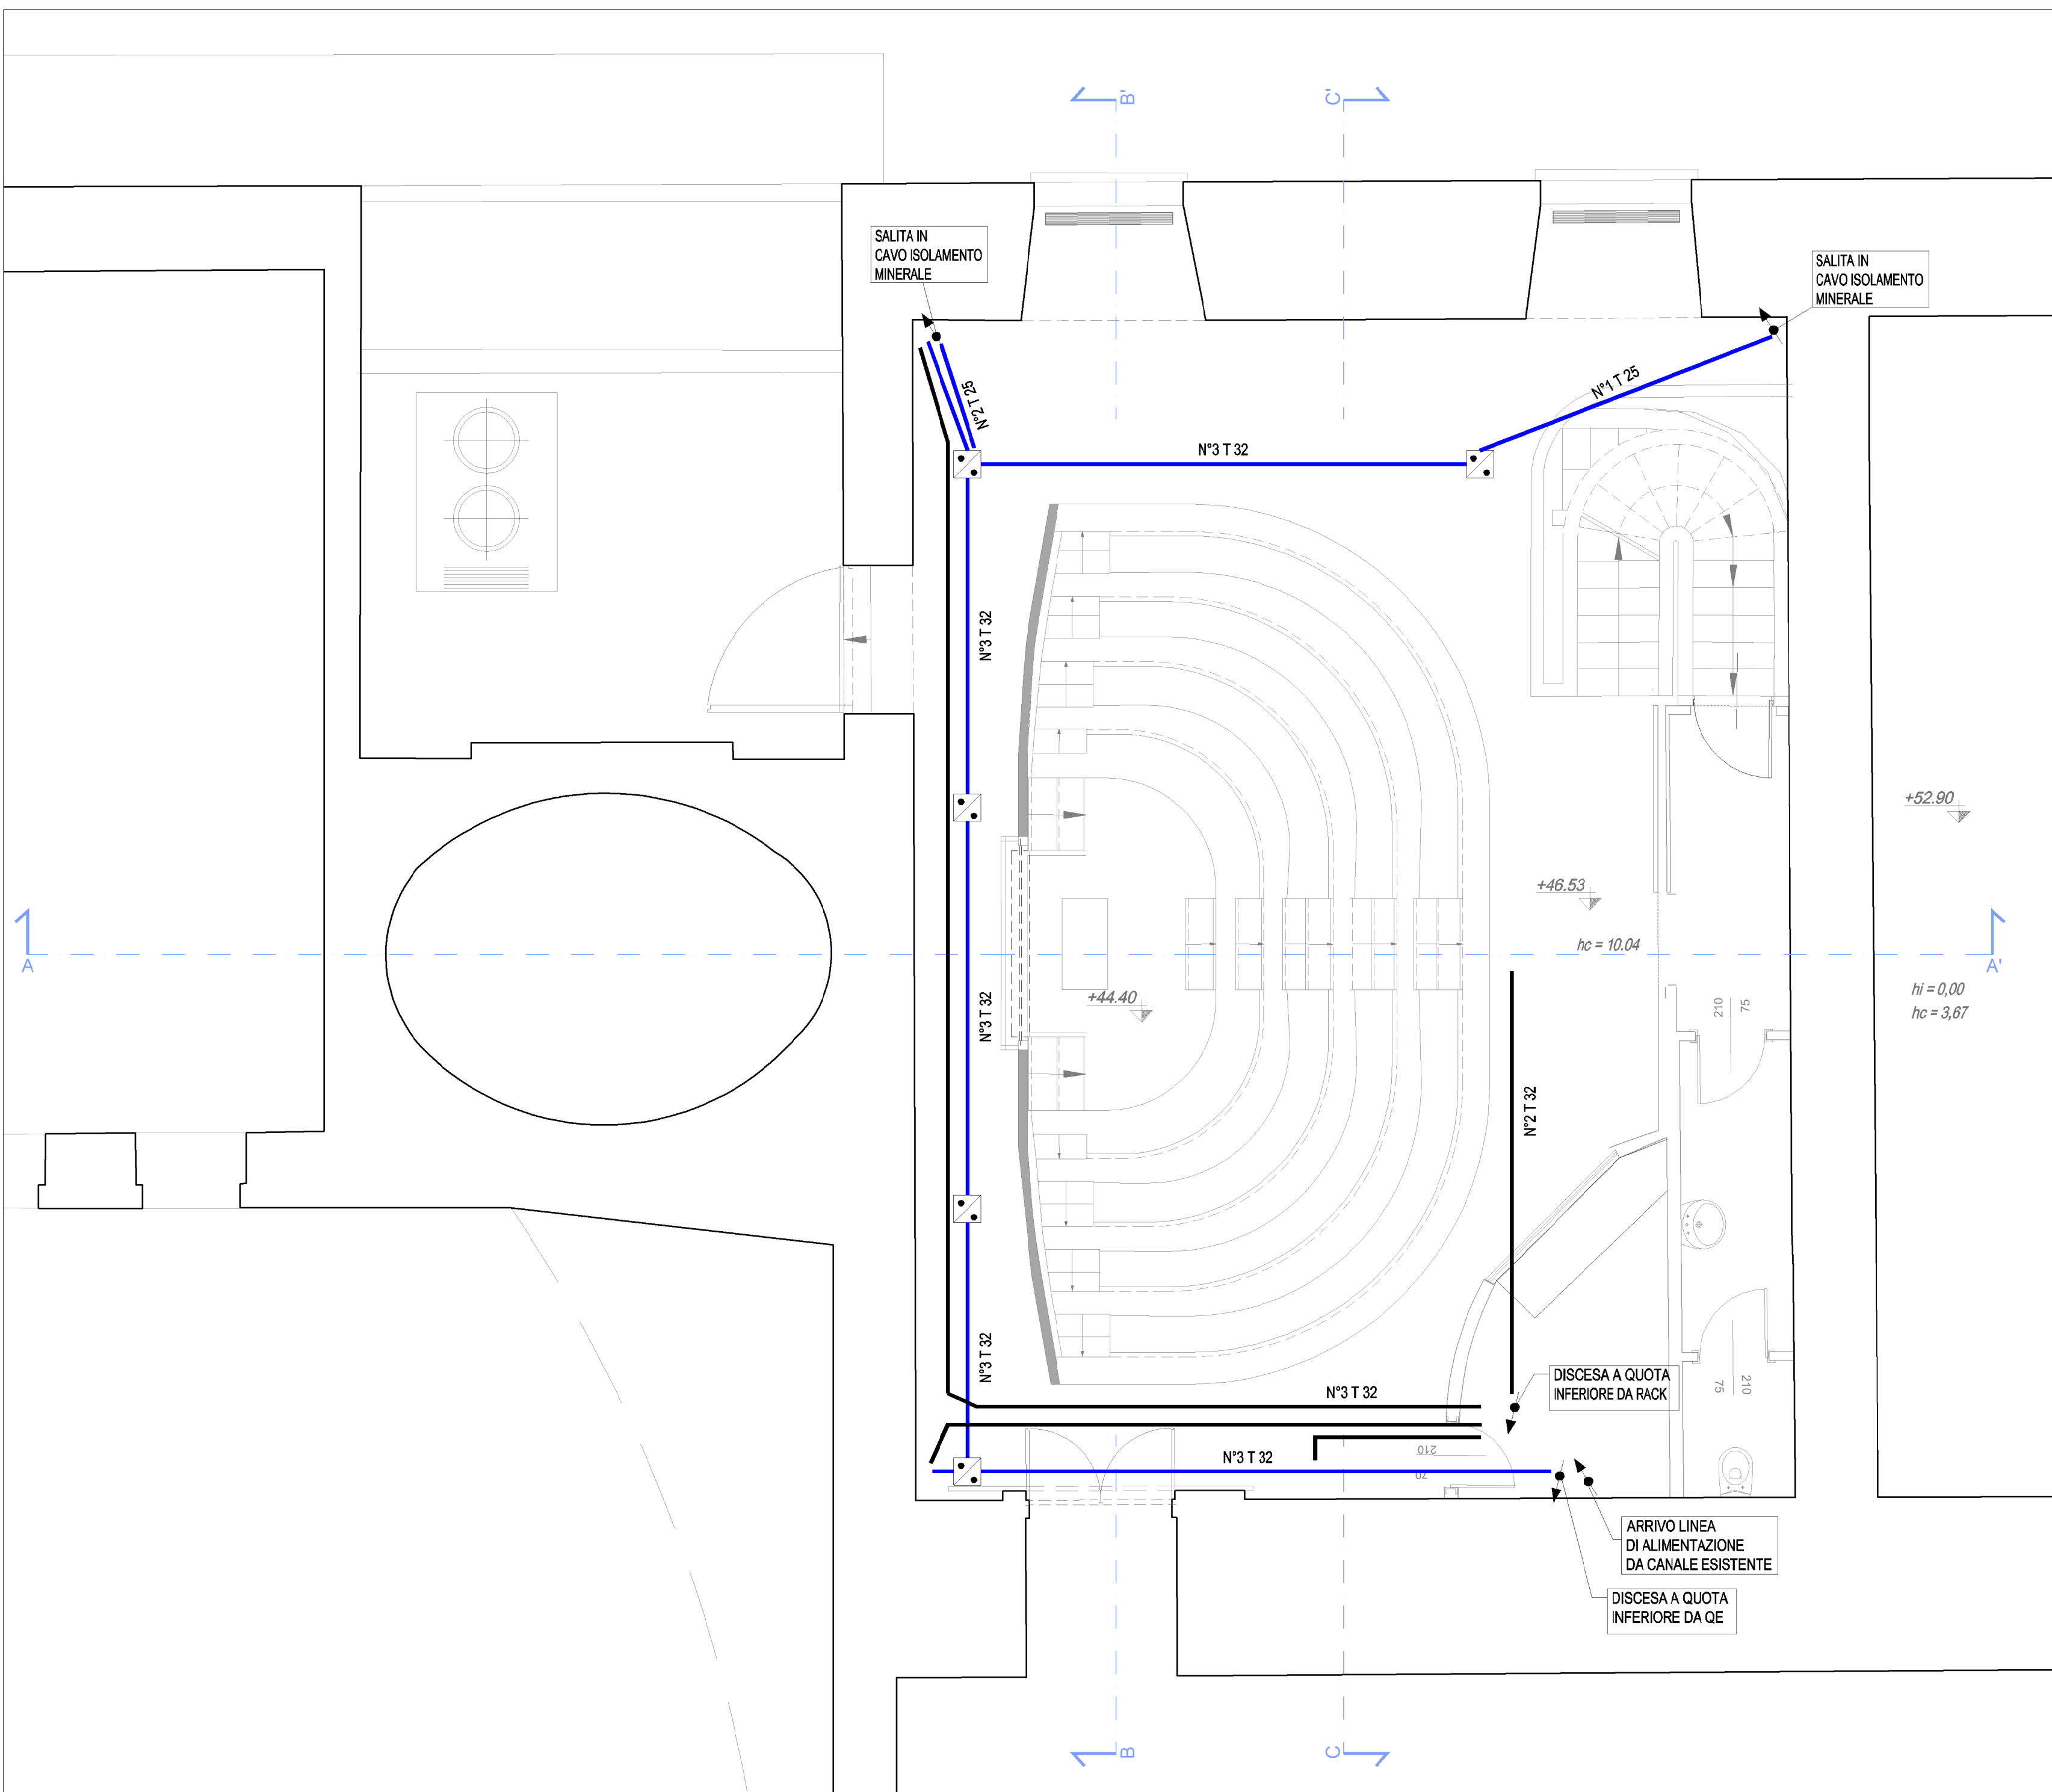 B'
C'
SALITA IN
CAVO ISOLAMENTO
MINERALE
SALITA IN
CAVO ISOLAMENTO
MINERALE
N°2 T 25
N°1 T 25
N°3 T 32
N°3 T 32
+52.90
+46.53
hc = 10.04
A
A'
+44.40
hi = 0,00
hc = 3,67
210
75
N°3 T 32
N°2 T 32
N°3 T 32
N°3 T 32
DISCESA A QUOTA
INFERIORE DA RACK
75
210
210
70
N°3 T 32
ARRIVO LINEA
DI ALIMENTAZIONE
DA CANALE ESISTENTE
DISCESA A QUOTA
INFERIORE DA QE
B
C